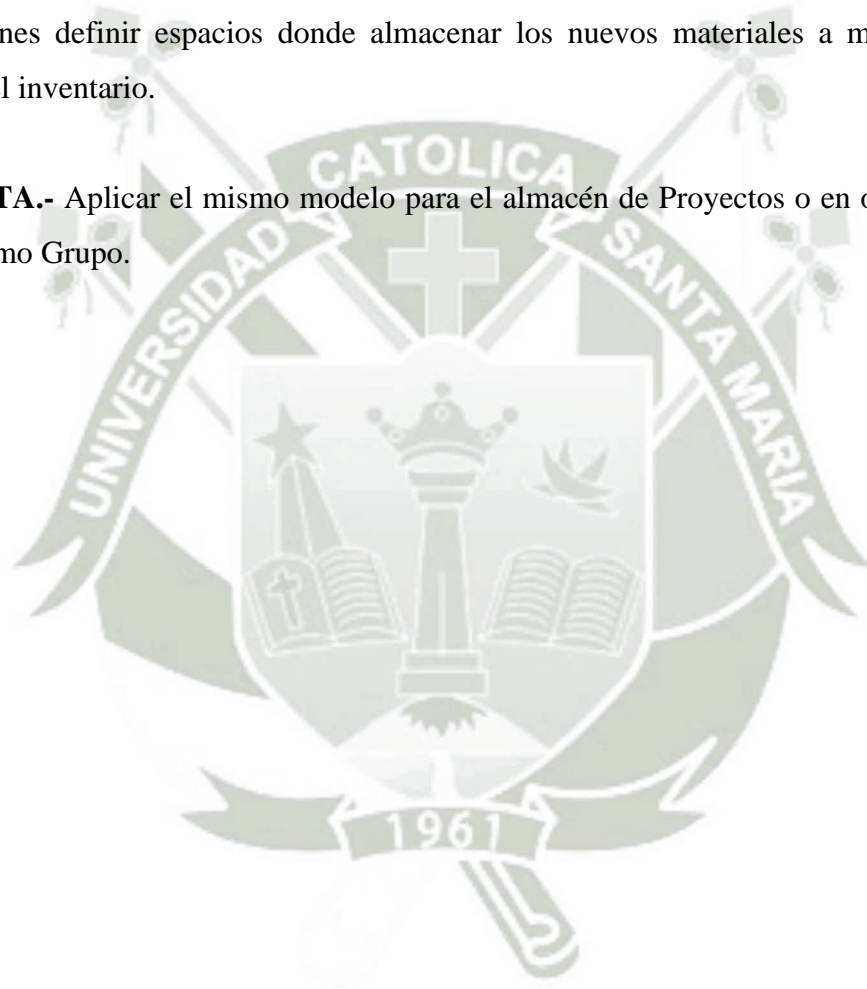 nes definir espacios donde almacenar los nuevos materiales a m
l inventario.
TA.- Aplicar el mismo modelo para el almacén de Proyectos o en o
mo Grupo.
UNIVERSIDAD CATOLICA SANTA MARIA
1961